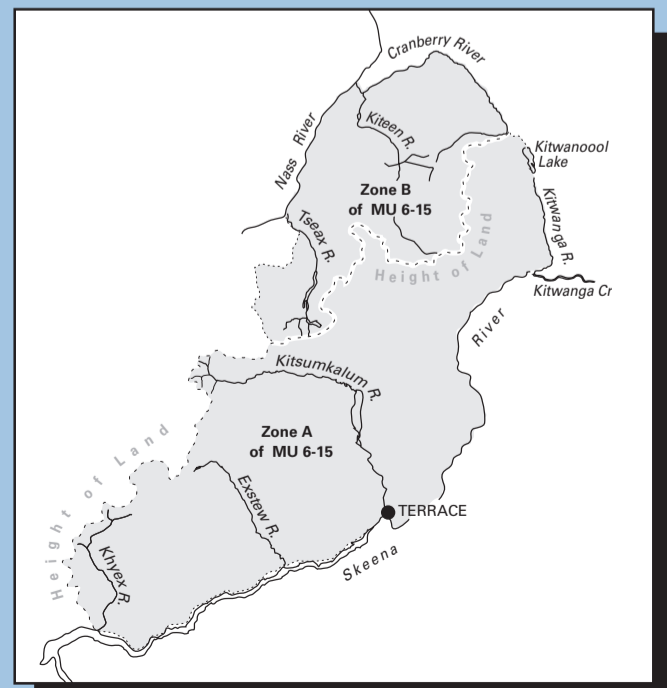 Cranberry River
Nass River
Kiteen R.
Kitwanoool
Lake
Zone B
of MU 6-15
Kitwanga R.
Tseax R.
Height of Land
Kitwanga Cr
River
Kitsumkalum R.
Zone A
of MU 6-15
Height of Land
Exstew R.
TERRACE
Skeena
Khyex R.